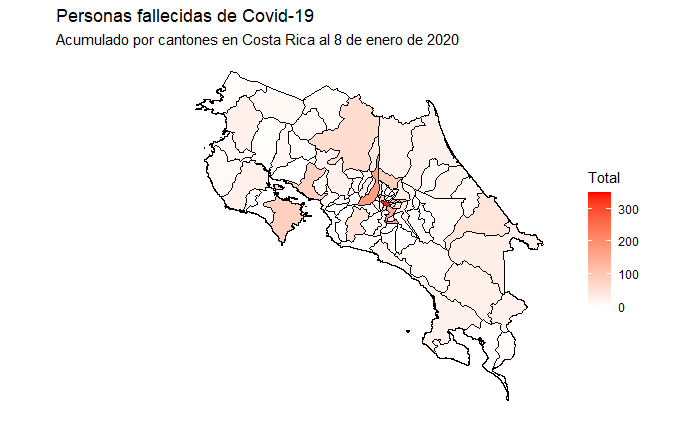 Personas fallecidas de Covid-19
Acumulado por cantones en Costa Rica al 8 de enero de 2020
Total
300
200
100
0